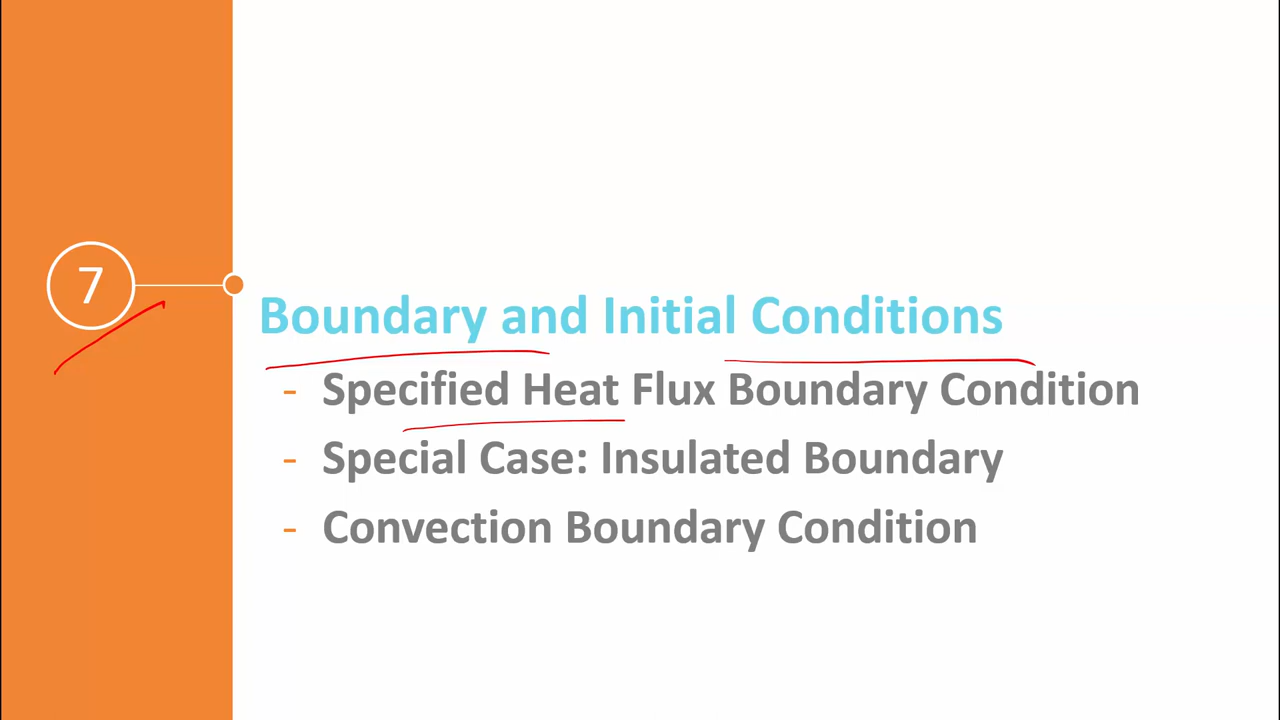 7
Boundary and Initial Conditions
- Specified Heat Flux Boundary Condition
- Special Case: Insulated Boundary
- Convection Boundary Condition